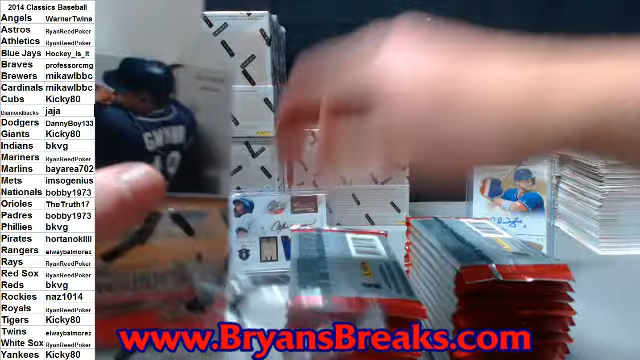 2014 Classics Baseball
Angels WarnerTwins
Astros RyanReedPoker
Athletics RyanReedPoker
Blue Jays Hockey_is_it
Braves professorcmg
Brewers mikawlbbc
Cardinals mikawlbbc
Cubs Kicky80
Diamondbacks jaja
Dodgers DannyBoy133
Giants Kicky80
Indians bkvg
Mariners RyanReedPoker
Marlins bayarea702
Mets imsogenius
Nationals bobby1973
Orioles TheTruth17
Padres bobby1973
Phillies bkvg
Pirates hortankiiii
Rangers elwaybalmorez
Rays RyanReedPoker
Red Sox RyanReedPoker
Reds bkvg
Rockies naz1014
Royals RyanReedPoker
Tigers Kicky80
Twins elwaybalmorez
White Sox RyanReedPoker
Yankees Kicky80
www.BryansBreaks.com